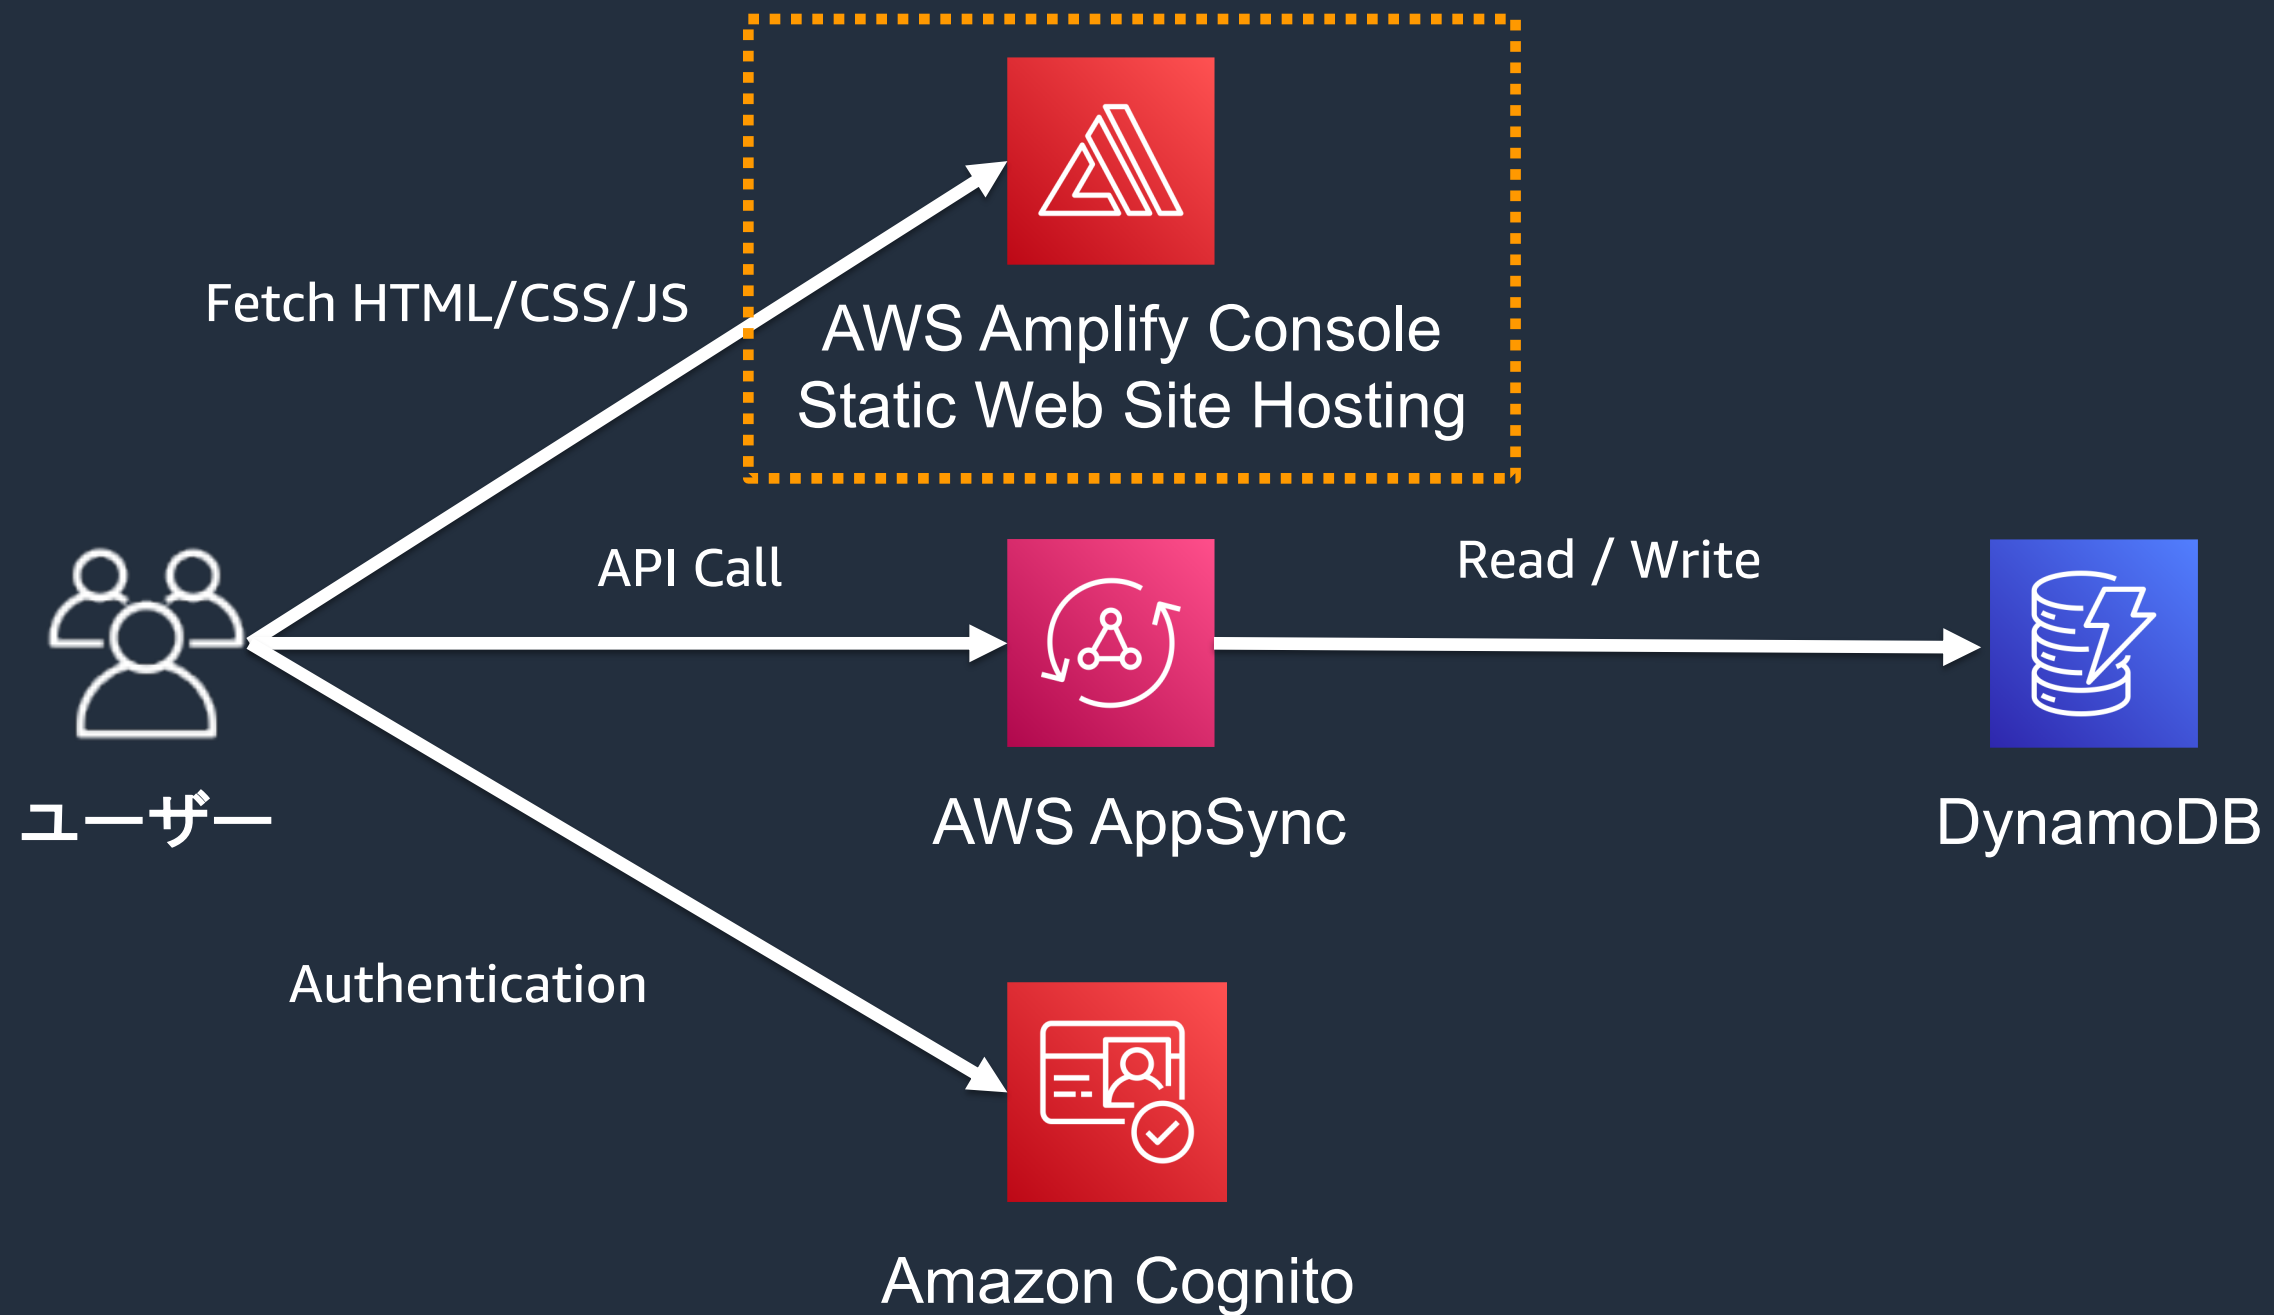 Fetch HTML/CSS/JS
AWS Amplify Console
Static Web Site Hosting
API Call
Read / Write
ユーザー
AWS AppSync
DynamoDB
Authentication
Amazon Cognito